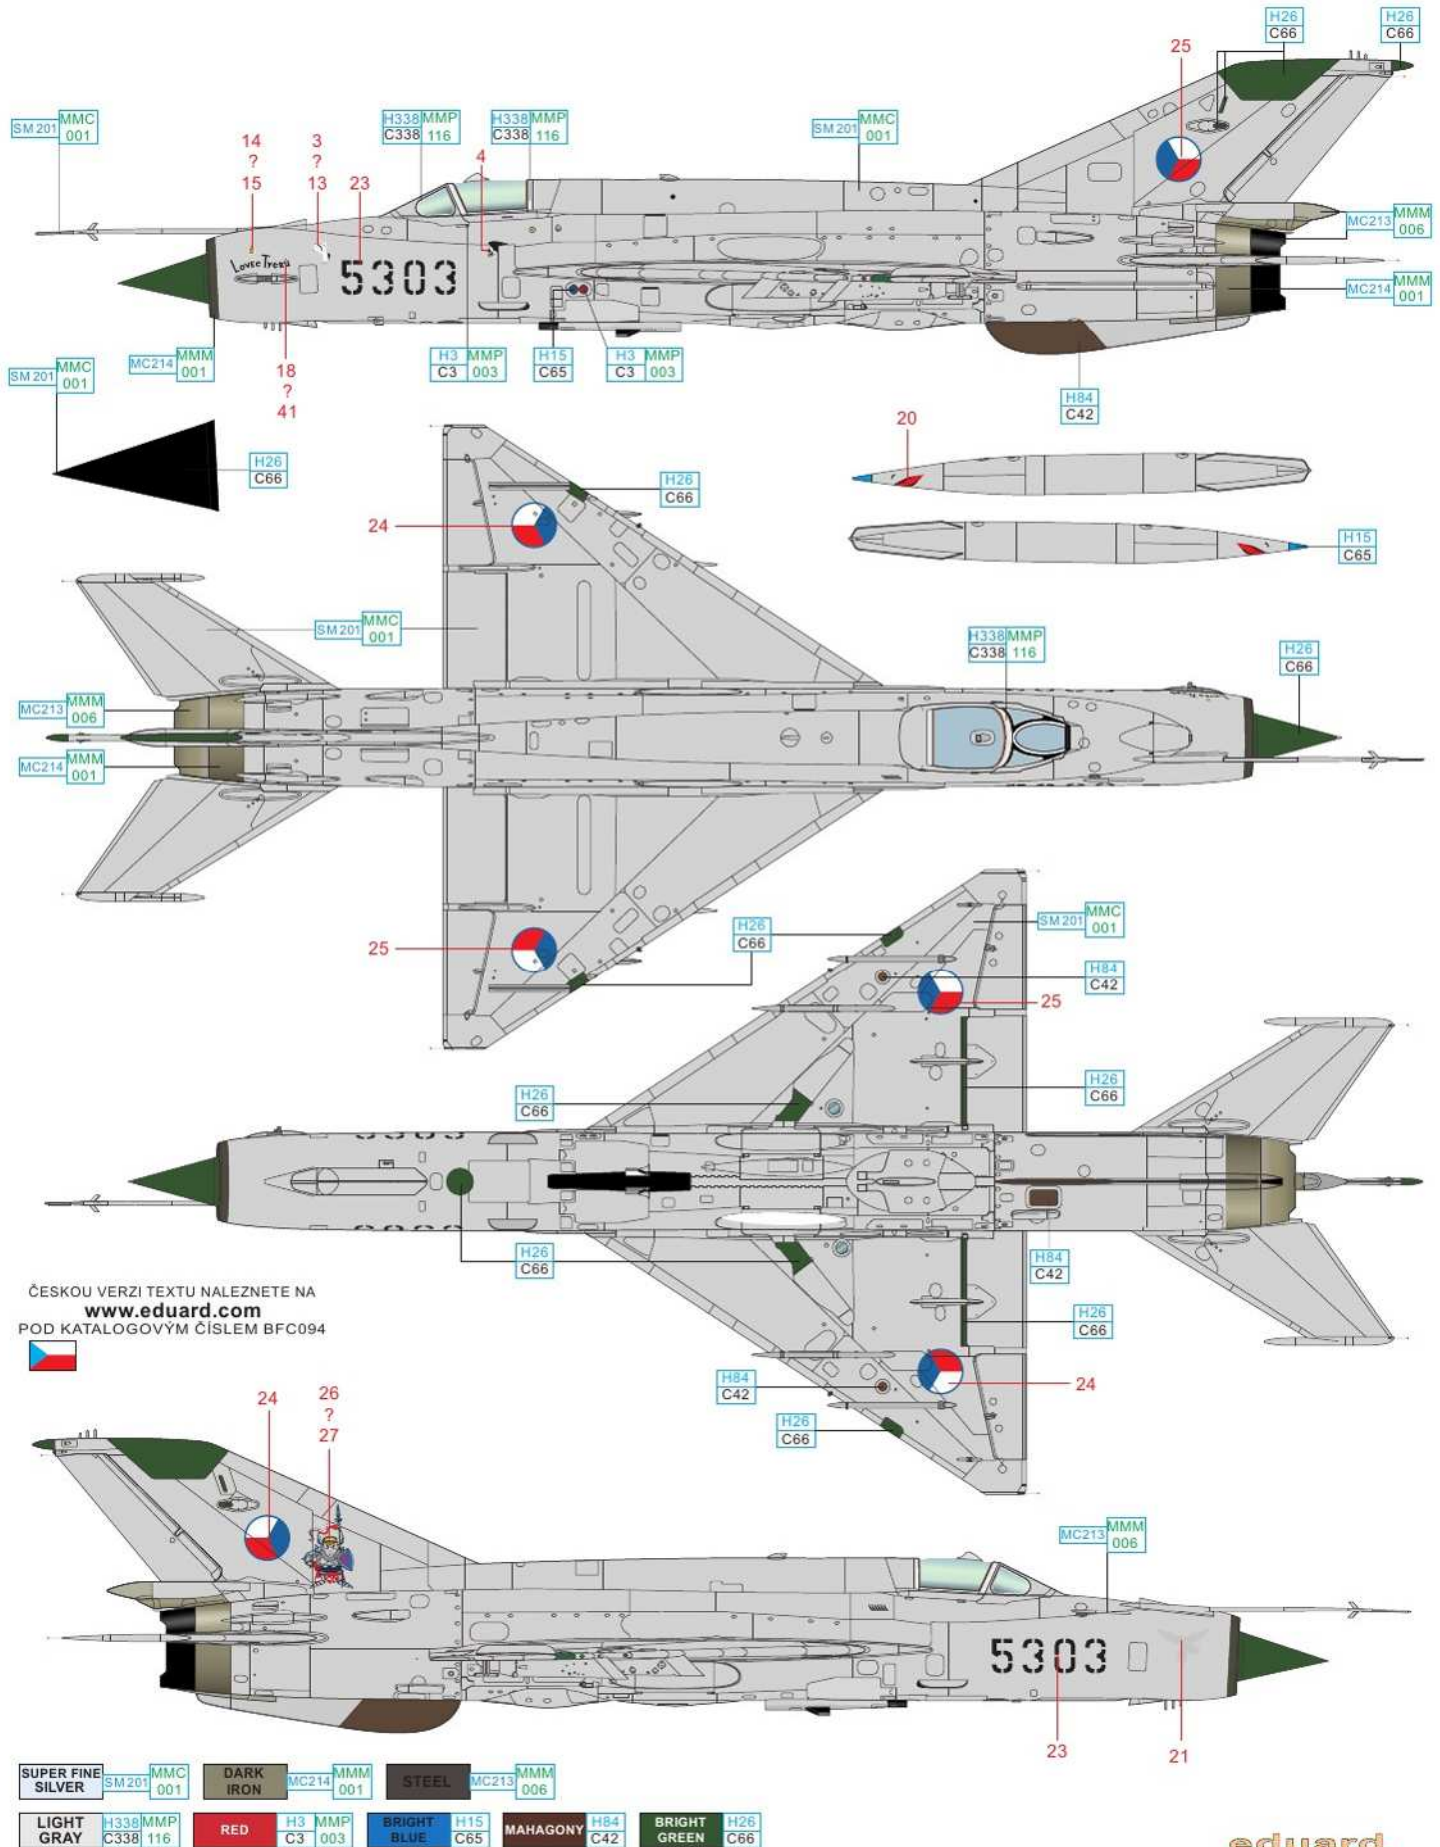 H26
C66
H26
C66
25
SM 201 MMC 001
H338 MMP
C338 116
H338 MMP
C338 116
SM 201 MMC 001
14
?
15
3
?
13
23
4
MC213 MMM 006
Lovec Trenů
5303
MC214 MMM 001
MC214 MMM 001
H3 MMP
C3 003
H15
C65
H3 MMP
C3 003
SM 201 MMC 001
18
?
41
H84
C42
20
H26
C66
H26
C66
24
H15
C65
SM 201 MMC 001
H338 MMP
C338 116
H26
C66
MC213 MMM 006
MC214 MMM 001
H26
C66
SM 201 MMC 001
25
H84
C42
25
H26
C66
H26
C66
5303
5303
H26
C66
H84
C42
ČESKOU VERZI TEXTU NALEZNETE NA
www.eduard.com
POD KATALOGOVÝM ČÍSLEM BFC094
H26
C66
H84
C42
24
H26
C66
24
26
?
27
MC213 MMM 006
5303
23
21
SUPER FINE SILVER SM 201 MMC 001
DARK IRON MC214 MMM 001
STEEL MC213 MMM 006
LIGHT GRAY H338 C338 MMP 116
RED H3 C3 MMP 003
BRIGHT BLUE H15 C65
MAHAGONY H84 C42
BRIGHT GREEN H26 C66
eduard